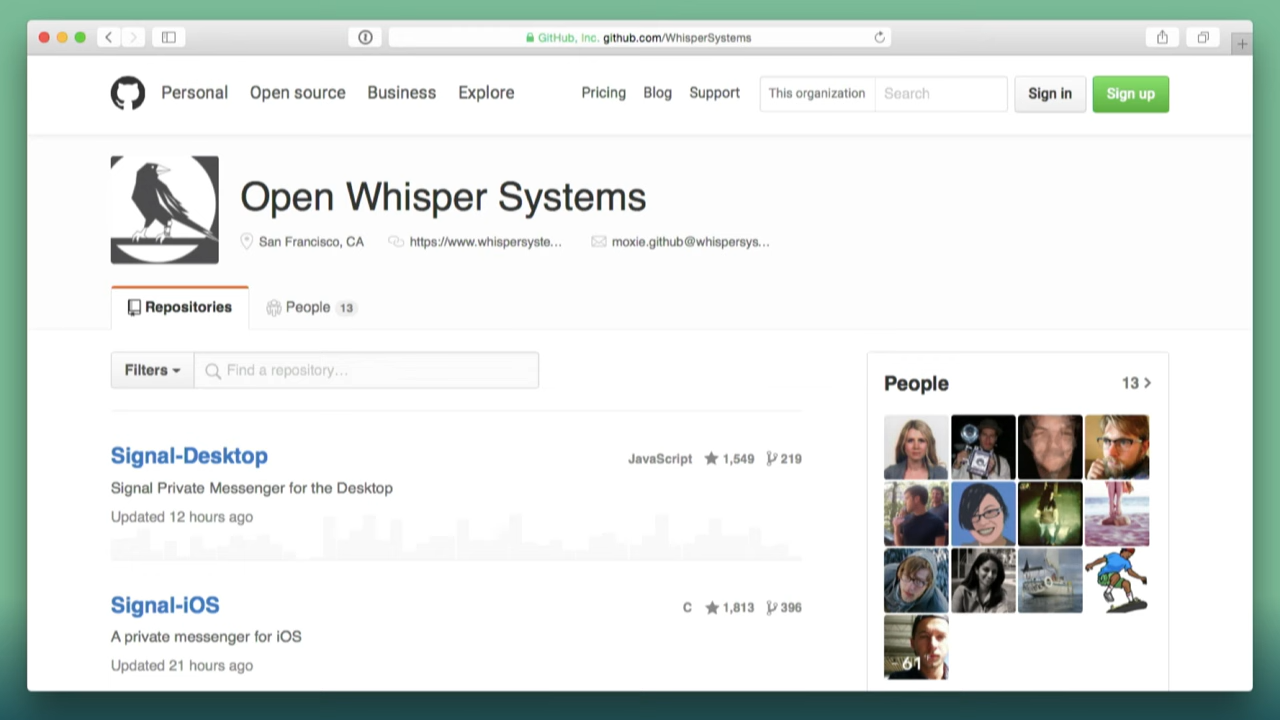 GitHub, Inc. github.com/WhisperSystems
Personal Open source Business Explore Pricing Blog Support This organization Search Sign in Sign up
Open Whisper Systems
San Francisco, CA https://www.whispersyste... moxie.github@whispersys...
Repositories People 13
Filters Find a repository...
People 13
Signal-Desktop JavaScript 1,549 219
Signal Private Messenger for the Desktop
Updated 12 hours ago
Signal-iOS C 1,813 396
A private messenger for iOS
Updated 21 hours ago
61